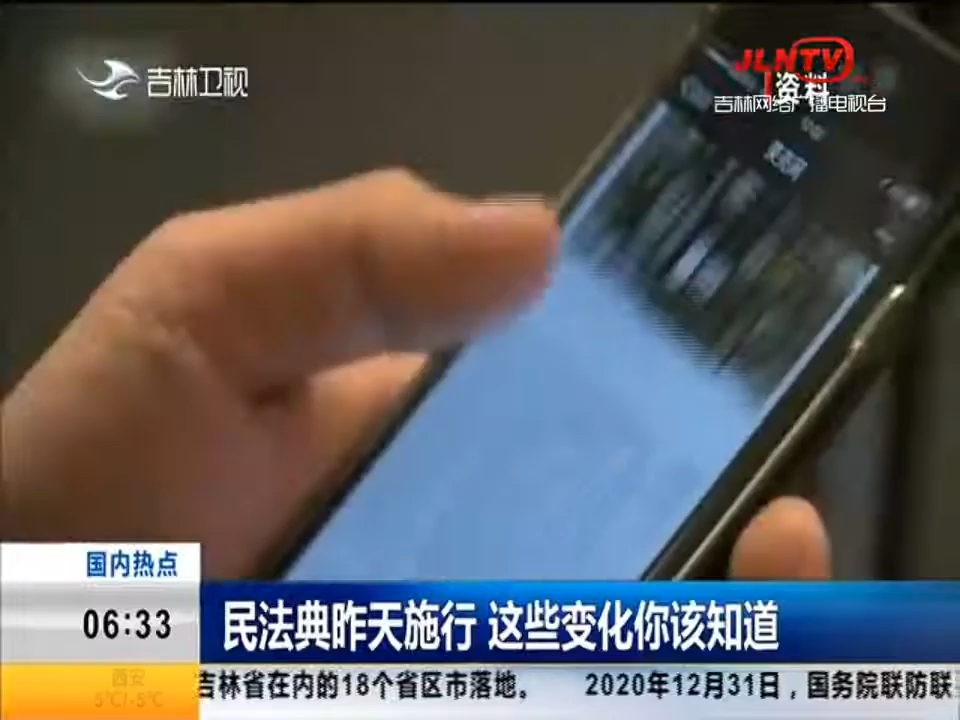 吉林卫视
JLNTV
资料
吉林网络广播电视台
国内热点
06:33
民法典昨天施行 这些变化你该知道
西安
5℃/-5℃
吉林省在内的18个省区市落地。 2020年12月31日，国务院联防联